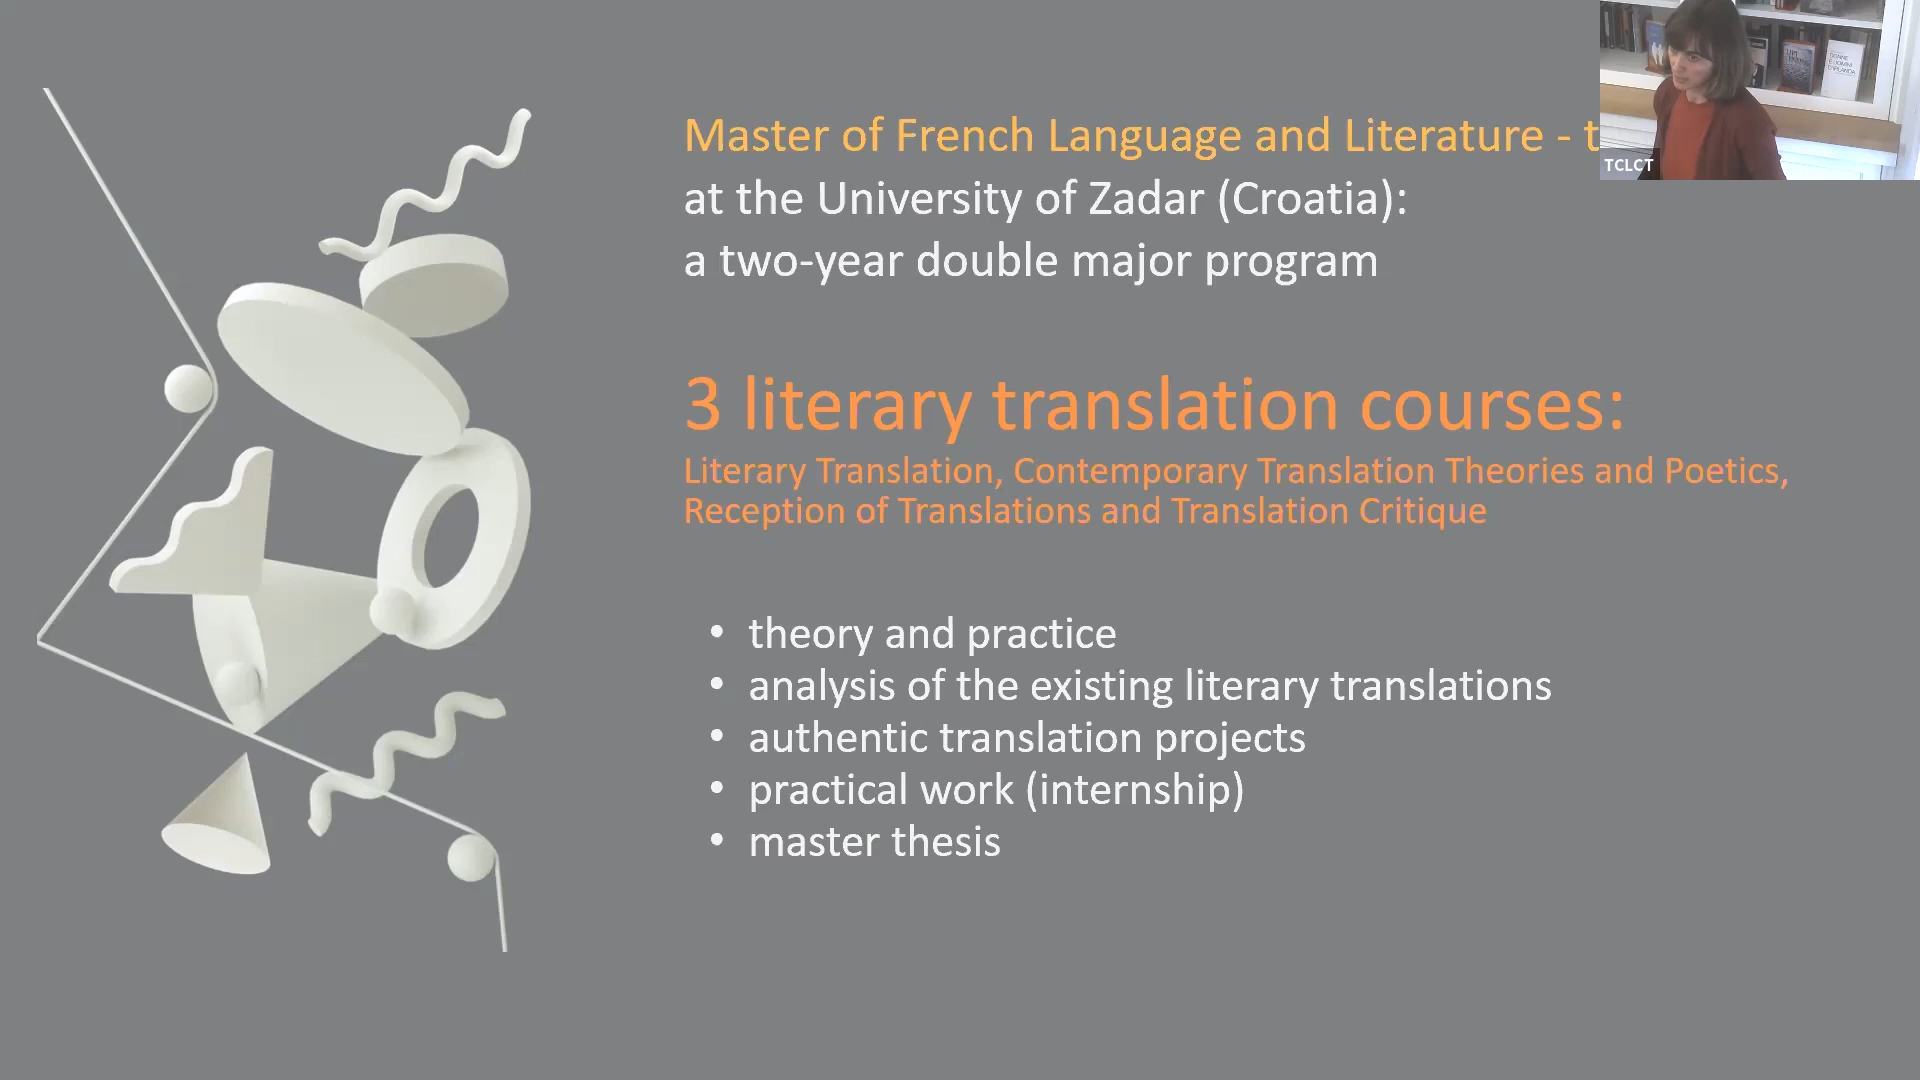 Master of French Language and Literature - t
at the University of Zadar (Croatia):
a two-year double major program
TCLCT
3 literary translation courses:
Literary Translation, Contemporary Translation Theories and Poetics,
Reception of Translations and Translation Critique
• theory and practice
• analysis of the existing literary translations
• authentic translation projects
• practical work (internship)
• master thesis